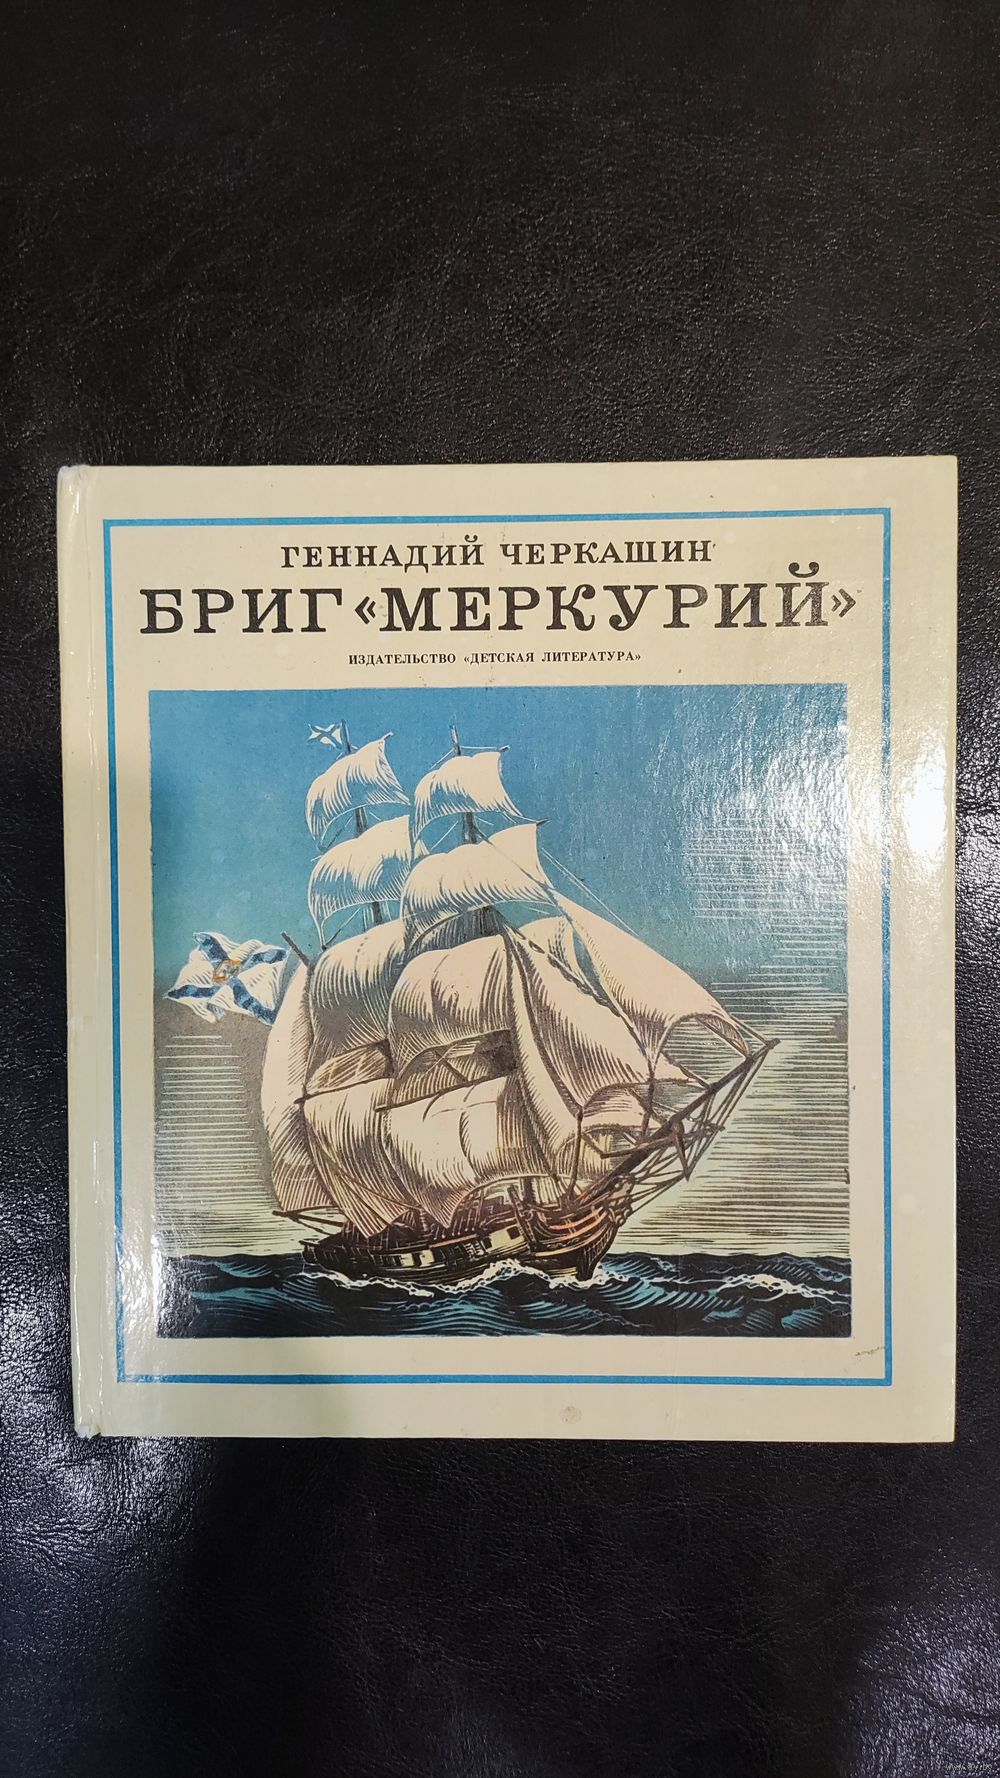 ГЕННАДИЙ ЧЕРКАШИН
БРИГ «МЕРКУРИЙ»
ИЗДАТЕЛЬСТВО «ДЕТСКАЯ ЛИТЕРАТУРА»